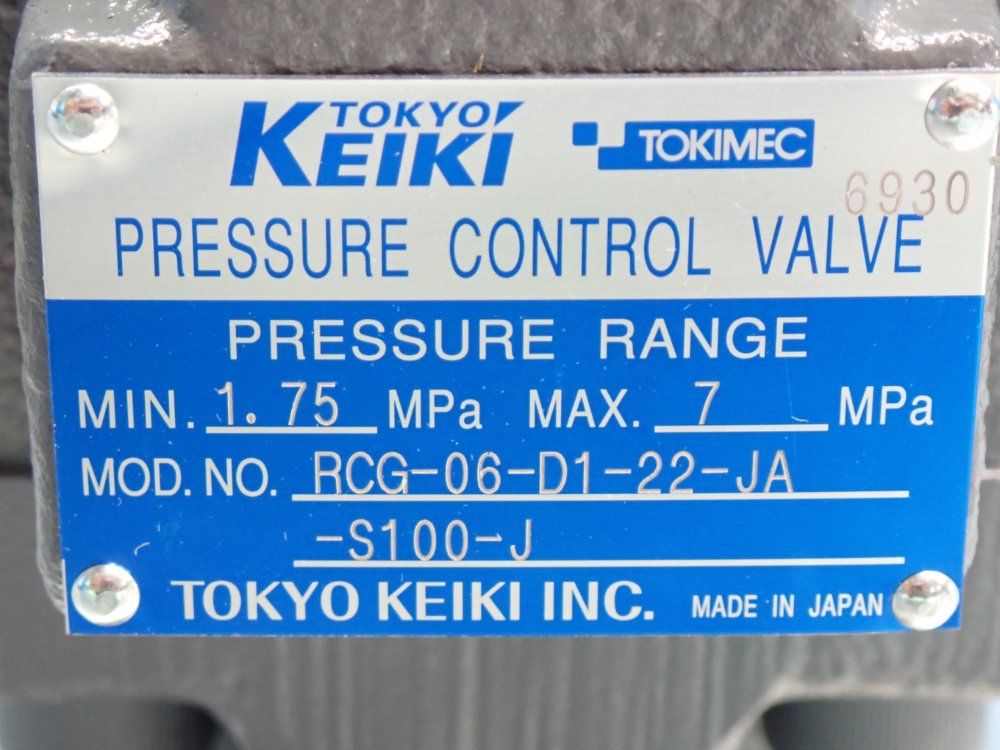 TOKYO
KEIKI
TOKIMEC
6930
PRESSURE CONTROL VALVE
PRESSURE RANGE
MIN. 1.75 MPa MAX. 7 MPa
MOD. NO. RCG-06-D1-22-JA
-S100-J
TOKYO KEIKI INC. MADE IN JAPAN